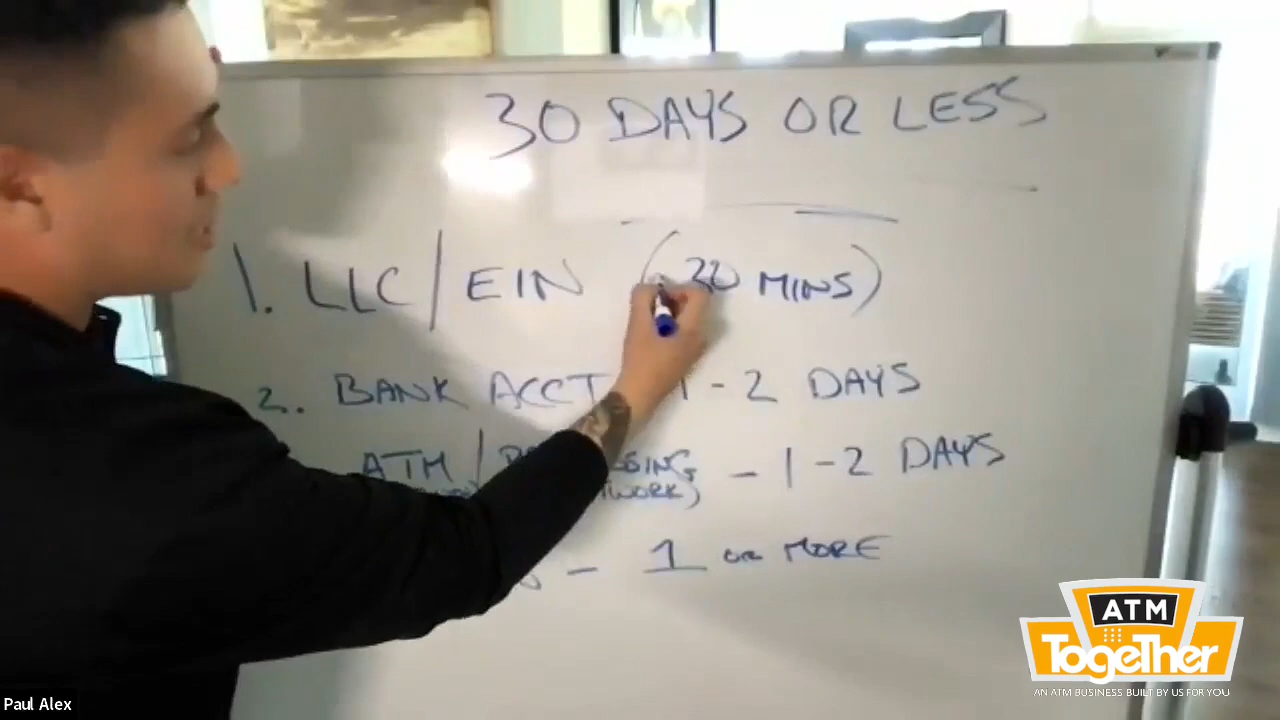 30 DAYS OR LESS
1. LLC/EIN (30 MINS)
2. BANK ACCT 1-2 DAYS
ATM / - 1-2 DAYS
- 1 OR MORE
ATM
Together
AN ATM BUSINESS BUILT BY US FOR YOU
Paul Alex